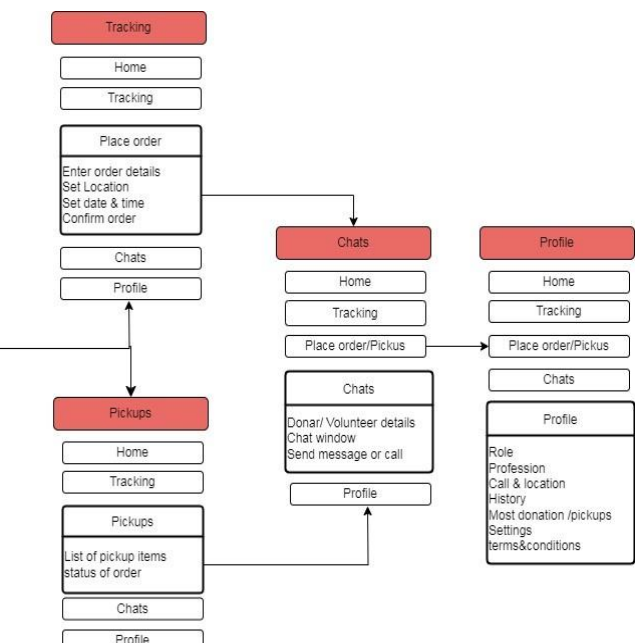 Tracking
Home
Tracking
Place order
Enter order details
Set Location
Set date & time
Confirm order
Chats
Profile
Pickups
Home
Tracking
Pickups
List of pickup items
status of order
Chats
Profile
Chats
Home
Tracking
Place order/Pickus
Chats
Donar/ Volunteer details
Chat window
Send message or call
Profile
Profile
Home
Tracking
Place order/Pickus
Chats
Profile
Role
Profession
Call & location
History
Most donation /pickups
Settings
terms&conditions